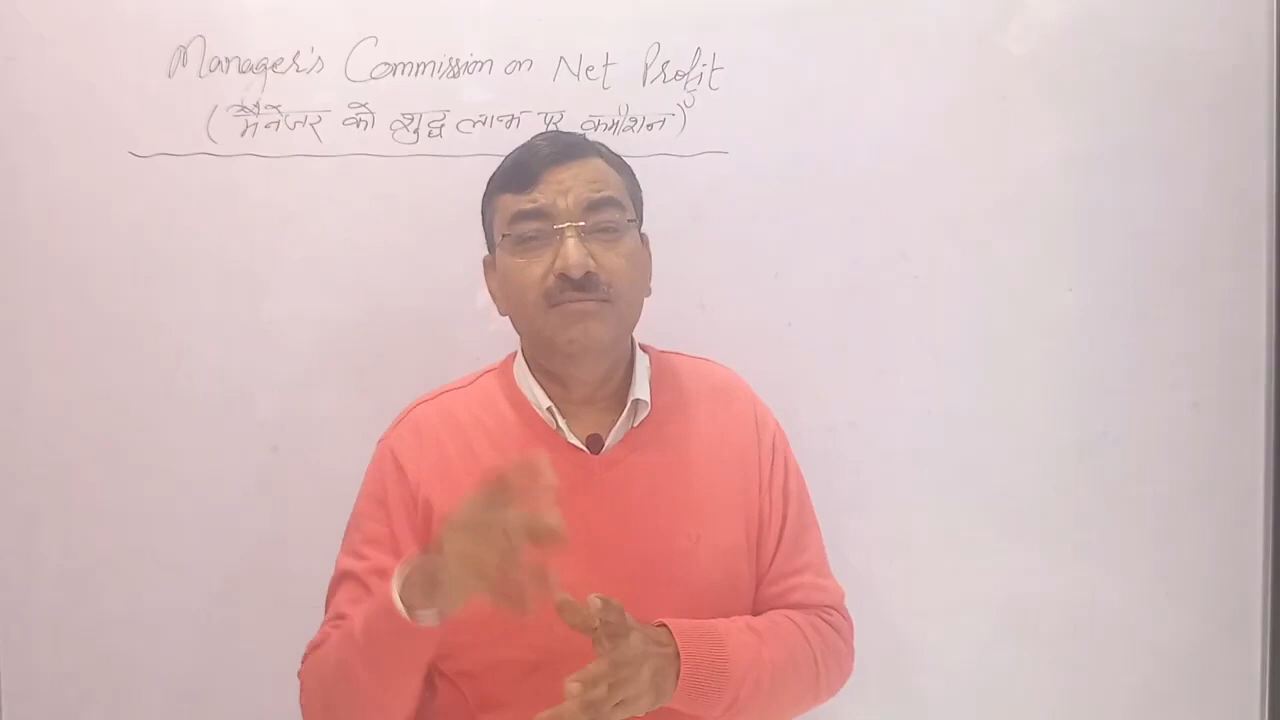 Manager's Commission on Net Profit
(मैनेजर को शुद्ध लाभ पर कमीशन)